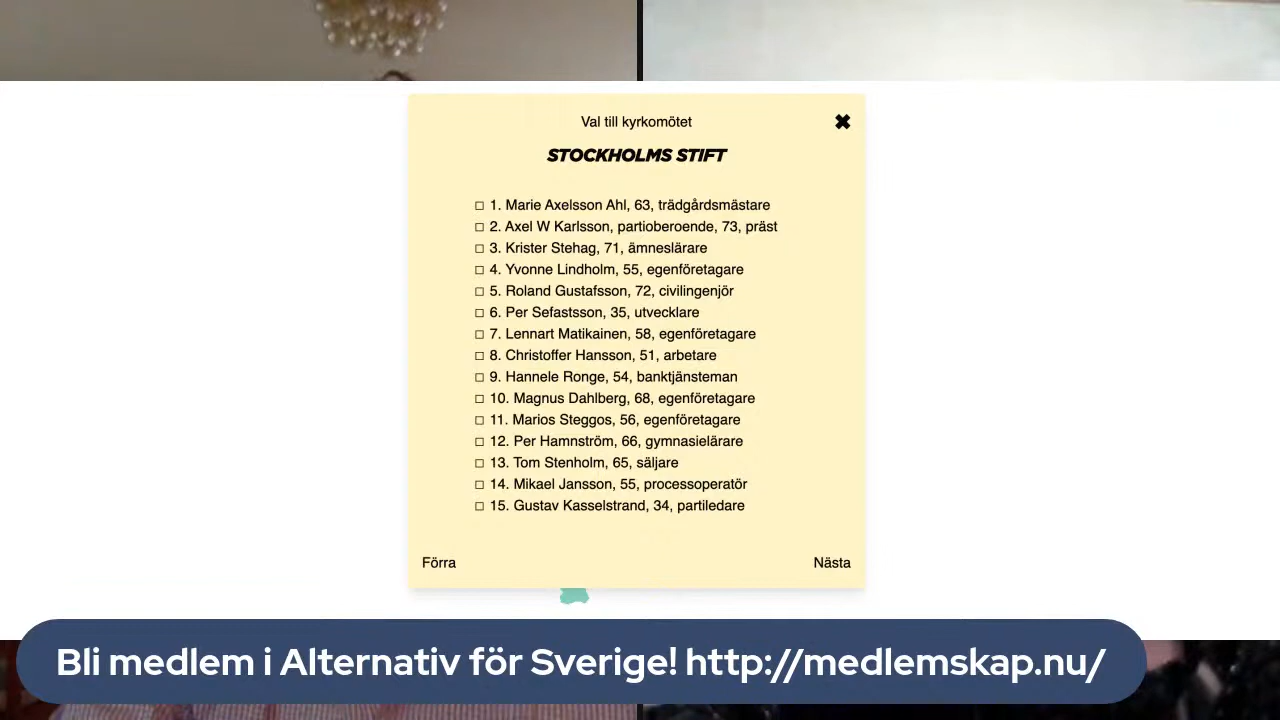 Val till kyrkomötet
✖
STOCKHOLMS STIFT
☐ 1. Marie Axelsson Ahl, 63, trädgårdsmästare
☐ 2. Axel W Karlsson, partioberoende, 73, präst
☐ 3. Krister Stehag, 71, ämneslärare
☐ 4. Yvonne Lindholm, 55, egenföretagare
☐ 5. Roland Gustafsson, 72, civilingenjör
☐ 6. Per Sefastsson, 35, utvecklare
☐ 7. Lennart Matikainen, 58, egenföretagare
☐ 8. Christoffer Hansson, 51, arbetare
☐ 9. Hannele Ronge, 54, banktjänsteman
☐ 10. Magnus Dahlberg, 68, egenföretagare
☐ 11. Marios Steggos, 56, egenföretagare
☐ 12. Per Hamnström, 66, gymnasielärare
☐ 13. Tom Stenholm, 65, säljare
☐ 14. Mikael Jansson, 55, processoperatör
☐ 15. Gustav Kasselstrand, 34, partiledare
Förra Nästa
Bli medlem i Alternativ för Sverige! http://medlemskap.nu/